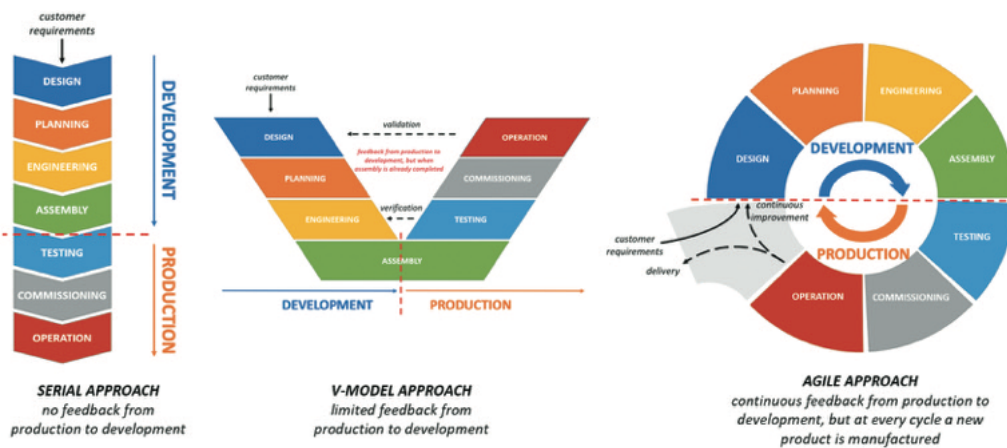 customer
requirements
DESIGN
PLANNING
ENGINEERING
ASSEMBLY
TESTING
COMMISSIONING
OPERATION
DEVELOPMENT
PRODUCTION
SERIAL APPROACH
no feedback from
production to development
customer
requirements
DESIGN
PLANNING
ENGINEERING
ASSEMBLY
validation
feedback from production to
development, but when
assembly is already completed
verification
OPERATION
COMMISSIONING
TESTING
DEVELOPMENT
PRODUCTION
V-MODEL APPROACH
limited feedback from
production to development
PLANNING
ENGINEERING
DESIGN
ASSEMBLY
DEVELOPMENT
continuous
improvement
customer
requirements
delivery
PRODUCTION
TESTING
OPERATION
COMMISSIONING
AGILE APPROACH
continuous feedback from production to
development, but at every cycle a new
product is manufactured